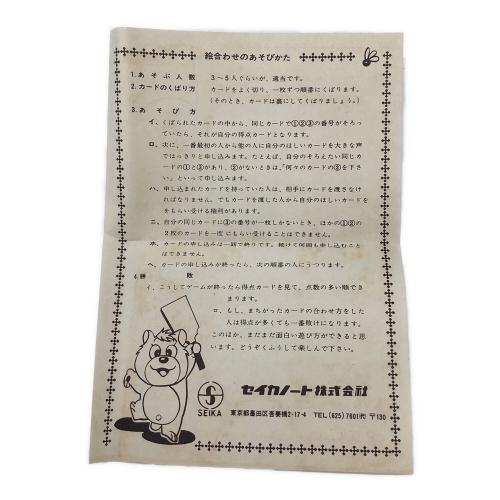 絵合わせのあそびかた
1.あそぶ人数 3～5人ぐらいが、適当です。
2.カードのくばり方 カードをよく切り、一枚ずつ順番にくばります。
(そのとき、カードは裏にしてくばりましょう。)
3.あそび方
イ、くばられたカードの中から、同じカードで①②③の番号がそろっ
ていたら、それが自分の得点カードとなります。
ロ、次に、一番最初の人から他の人に自分のほしいカードを大きな声
ではっきりと申し込みます。たとえば、自分のそろえたい同じカ
ードの①と③があり、②がないときは、「何々のカードの②を下さ
い」といって申し込みます。
ハ、申し込まれたカードを持っていた人は、相手にカードを渡さなけ
ればなりません。でもカードを渡した人から自分のほしいカードを
をもらい受ける権利があります。
ニ、自分の同じカードに③の番号が一枚しかないとき、ほかの①②の
2枚のカードを一度にもらい受けることはできません。
ホ、カードの申し込みは一回で終りです。続けて何回も申し込むこと
はできません。
ヘ、カードの申し込みが終ったら、次の順番の人にうつります。
4.勝敗
イ、こうしてゲームが終ったら得点カードを見て、点数の多い順でき
まります。
ロ、もし、まちがったカードの合わせ方をした
人は得点が多くても一番敗けになります。
このほか、まだまだ面白い遊び方ができると思
います。どうぞくふうして楽しんで下さい。
SEIKA
セイカノート株式会社
東京都墨田区吾妻橋2-17-4 TEL (625) 7601代 〒130